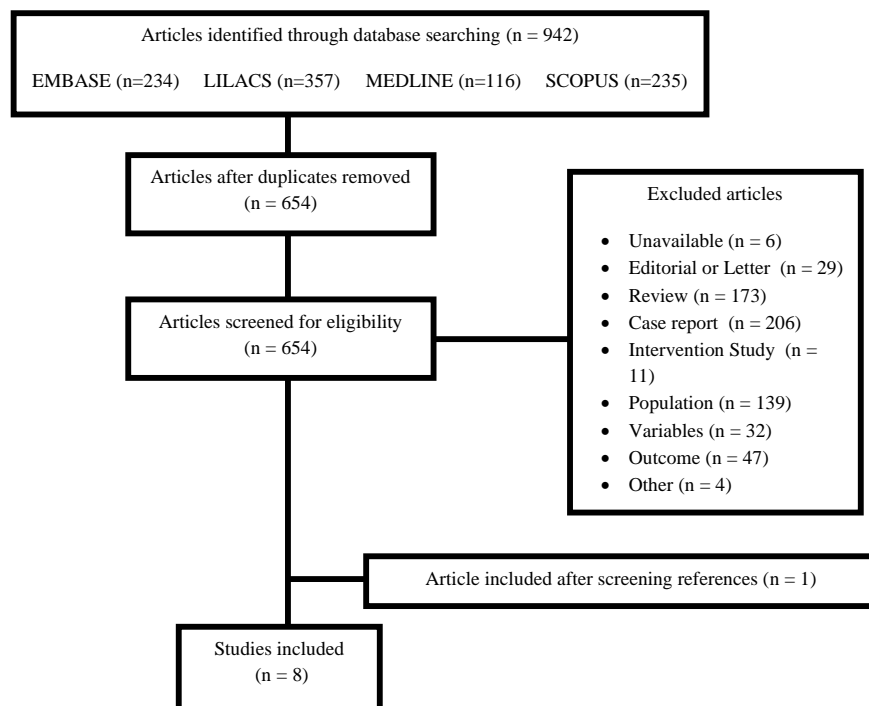 Articles identified through database searching (n = 942)
EMBASE (n=234) LILACS (n=357) MEDLINE (n=116) SCOPUS (n=235)
Articles after duplicates removed
(n = 654)
Excluded articles
• Unavailable (n = 6)
• Editorial or Letter (n = 29)
• Review (n = 173)
• Case report (n = 206)
• Intervention Study (n =
11)
• Population (n = 139)
• Variables (n = 32)
• Outcome (n = 47)
• Other (n = 4)
Articles screened for eligibility
(n = 654)
Article included after screening references (n = 1)
Studies included
(n = 8)